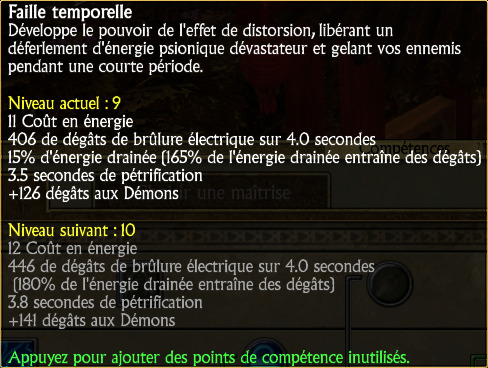 Faille temporelle
Développe le pouvoir de l'effet de distorsion, libérant un
déferlement d'énergie psionique dévastateur et gelant vos ennemis
pendant une courte période.
Niveau actuel : 9
11 Coût en énergie
406 de dégâts de brûlure électrique sur 4.0 secondes
Compétences
15% d'énergie drainée (165% de l'énergie drainée entraîne des dégâts)
3.5 secondes de pétrification
+126 dégâts aux Démons
ur une maîtrise
Niveau suivant : 10
12 Coût en énergie
446 de dégâts de brûlure électrique sur 4.0 secondes
(180% de l'énergie drainée entraîne des dégâts)
3.8 secondes de pétrification
+141 dégâts aux Démons
Appuyez pour ajouter des points de compétence inutilisés.